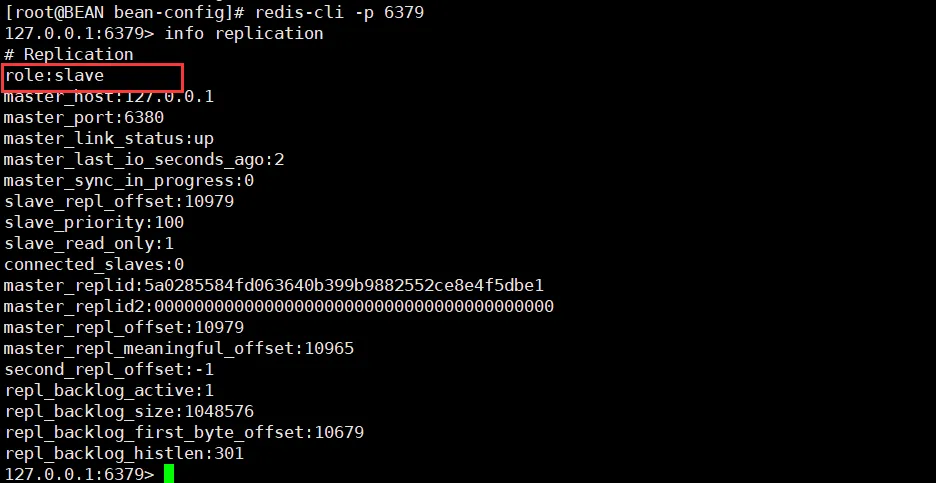 [root@BEAN bean-config]# redis-cli -p 6379
127.0.0.1:6379> info replication
# Replication
role:slave
master_host:127.0.0.1
master_port:6380
master_link_status:up
master_last_io_seconds_ago:2
master_sync_in_progress:0
slave_repl_offset:10979
slave_priority:100
slave_read_only:1
connected_slaves:0
master_replid:5a0285584fd063640b399b9882552ce8e4f5dbe1
master_replid2:0000000000000000000000000000000000000000
master_repl_offset:10979
master_repl_meaningful_offset:10965
second_repl_offset:-1
repl_backlog_active:1
repl_backlog_size:1048576
repl_backlog_first_byte_offset:10679
repl_backlog_histlen:301
127.0.0.1:6379>